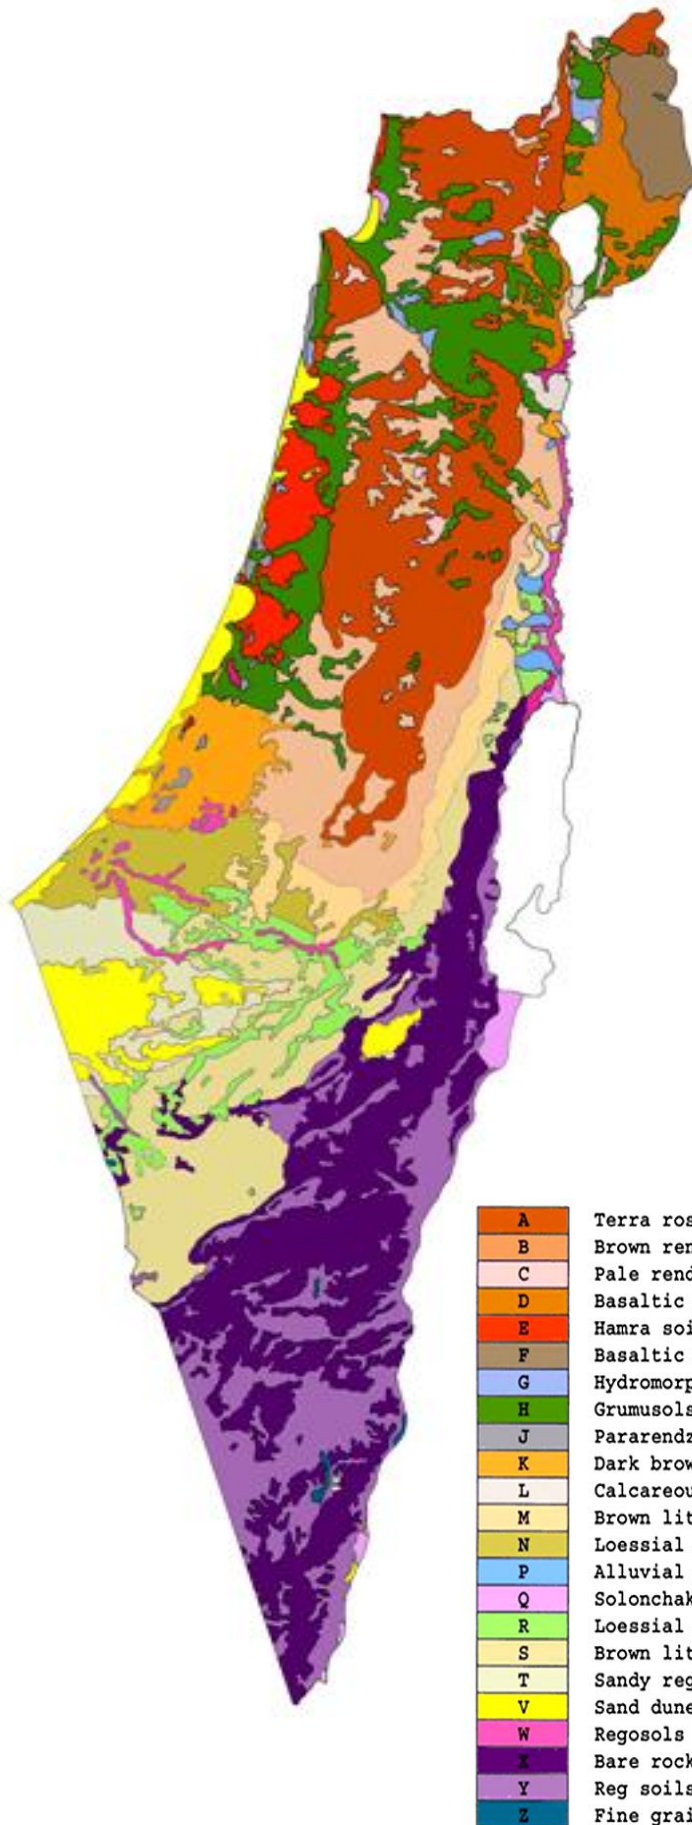 A Terra ros
B Brown ren
C Pale rend
D Basaltic
E Hamra soi
F Basaltic
G Hydromorp
H Grumusols
J Pararendz
K Dark brow
L Calcareou
M Brown lit
N Loessial
P Alluvial
Q Solonchak
R Loessial
S Brown lit
T Sandy reg
V Sand dune
W Regosols
X Bare rock
Y Reg soils
Z Fine grai